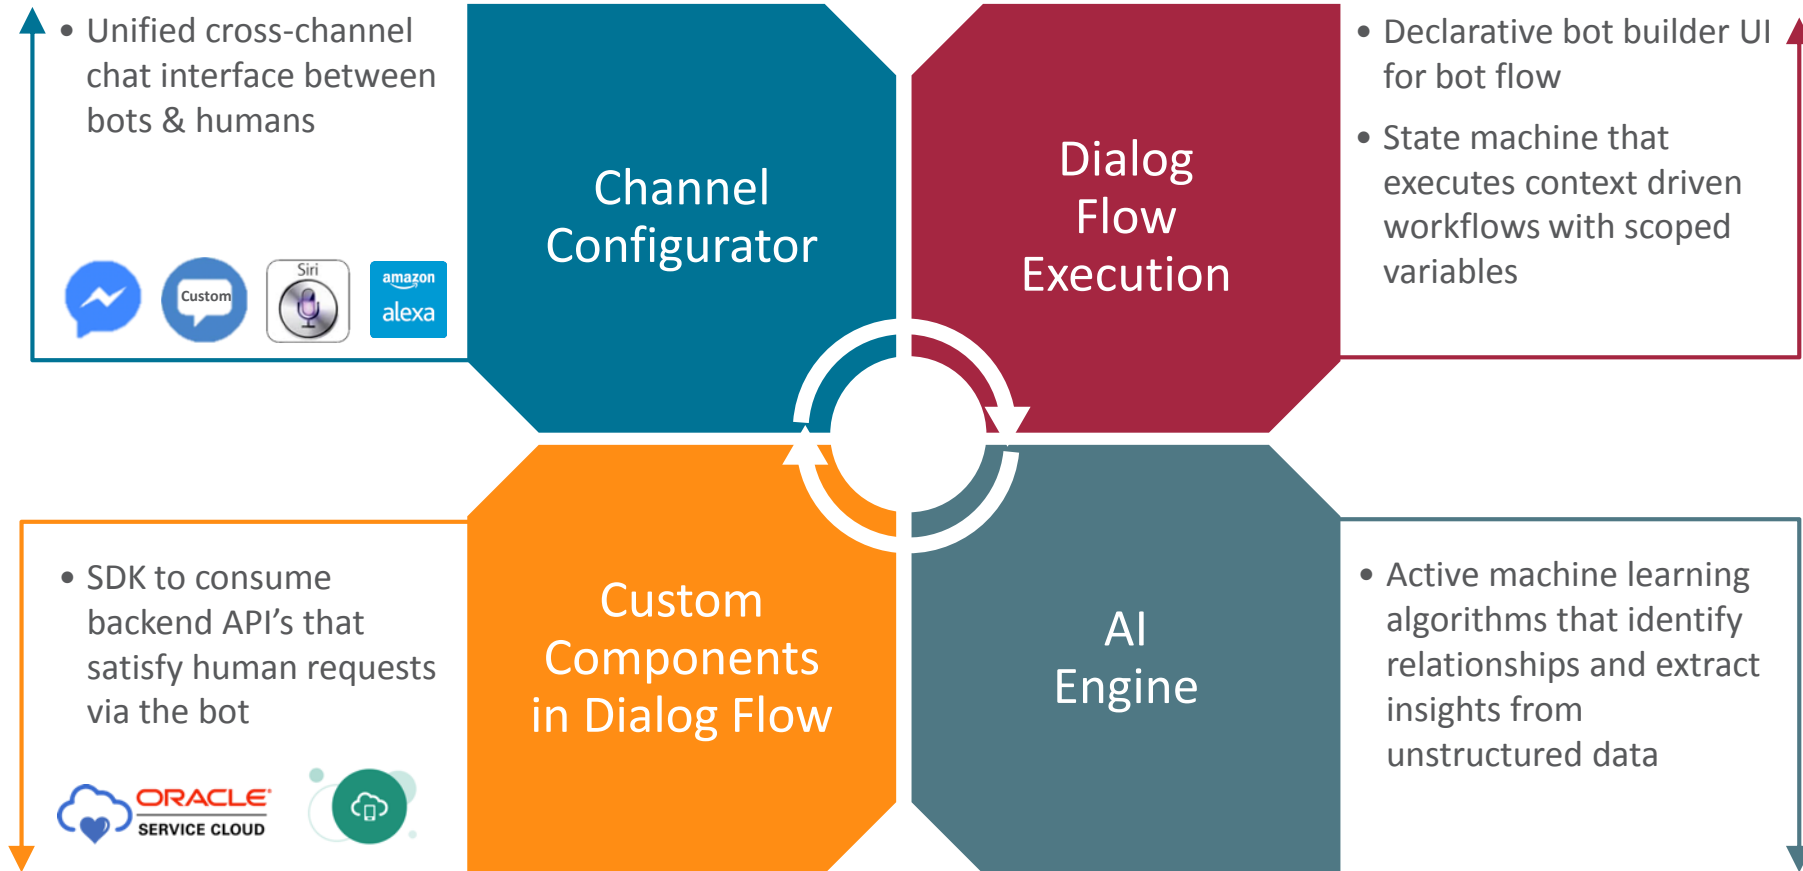 • Unified cross-channel
chat interface between
bots & humans
Custom
Siri
amazon
alexa
Channel
Configurator
Dialog
Flow
Execution
• Declarative bot builder UI
for bot flow
• State machine that
executes context driven
workflows with scoped
variables
• SDK to consume
backend API’s that
satisfy human requests
via the bot
ORACLE®
SERVICE CLOUD
Custom
Components
in Dialog Flow
AI
Engine
• Active machine learning
algorithms that identify
relationships and extract
insights from
unstructured data